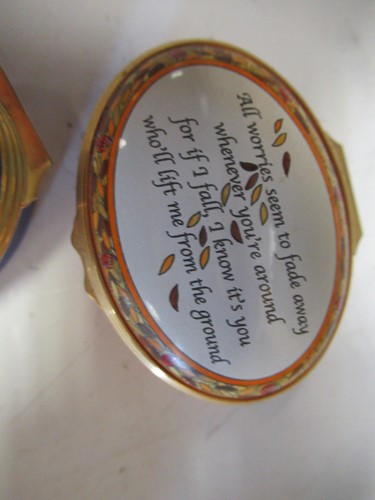 All worries seem to fade away
whenever you're around
for if I fall, I know it's you
who'll lift me from the ground